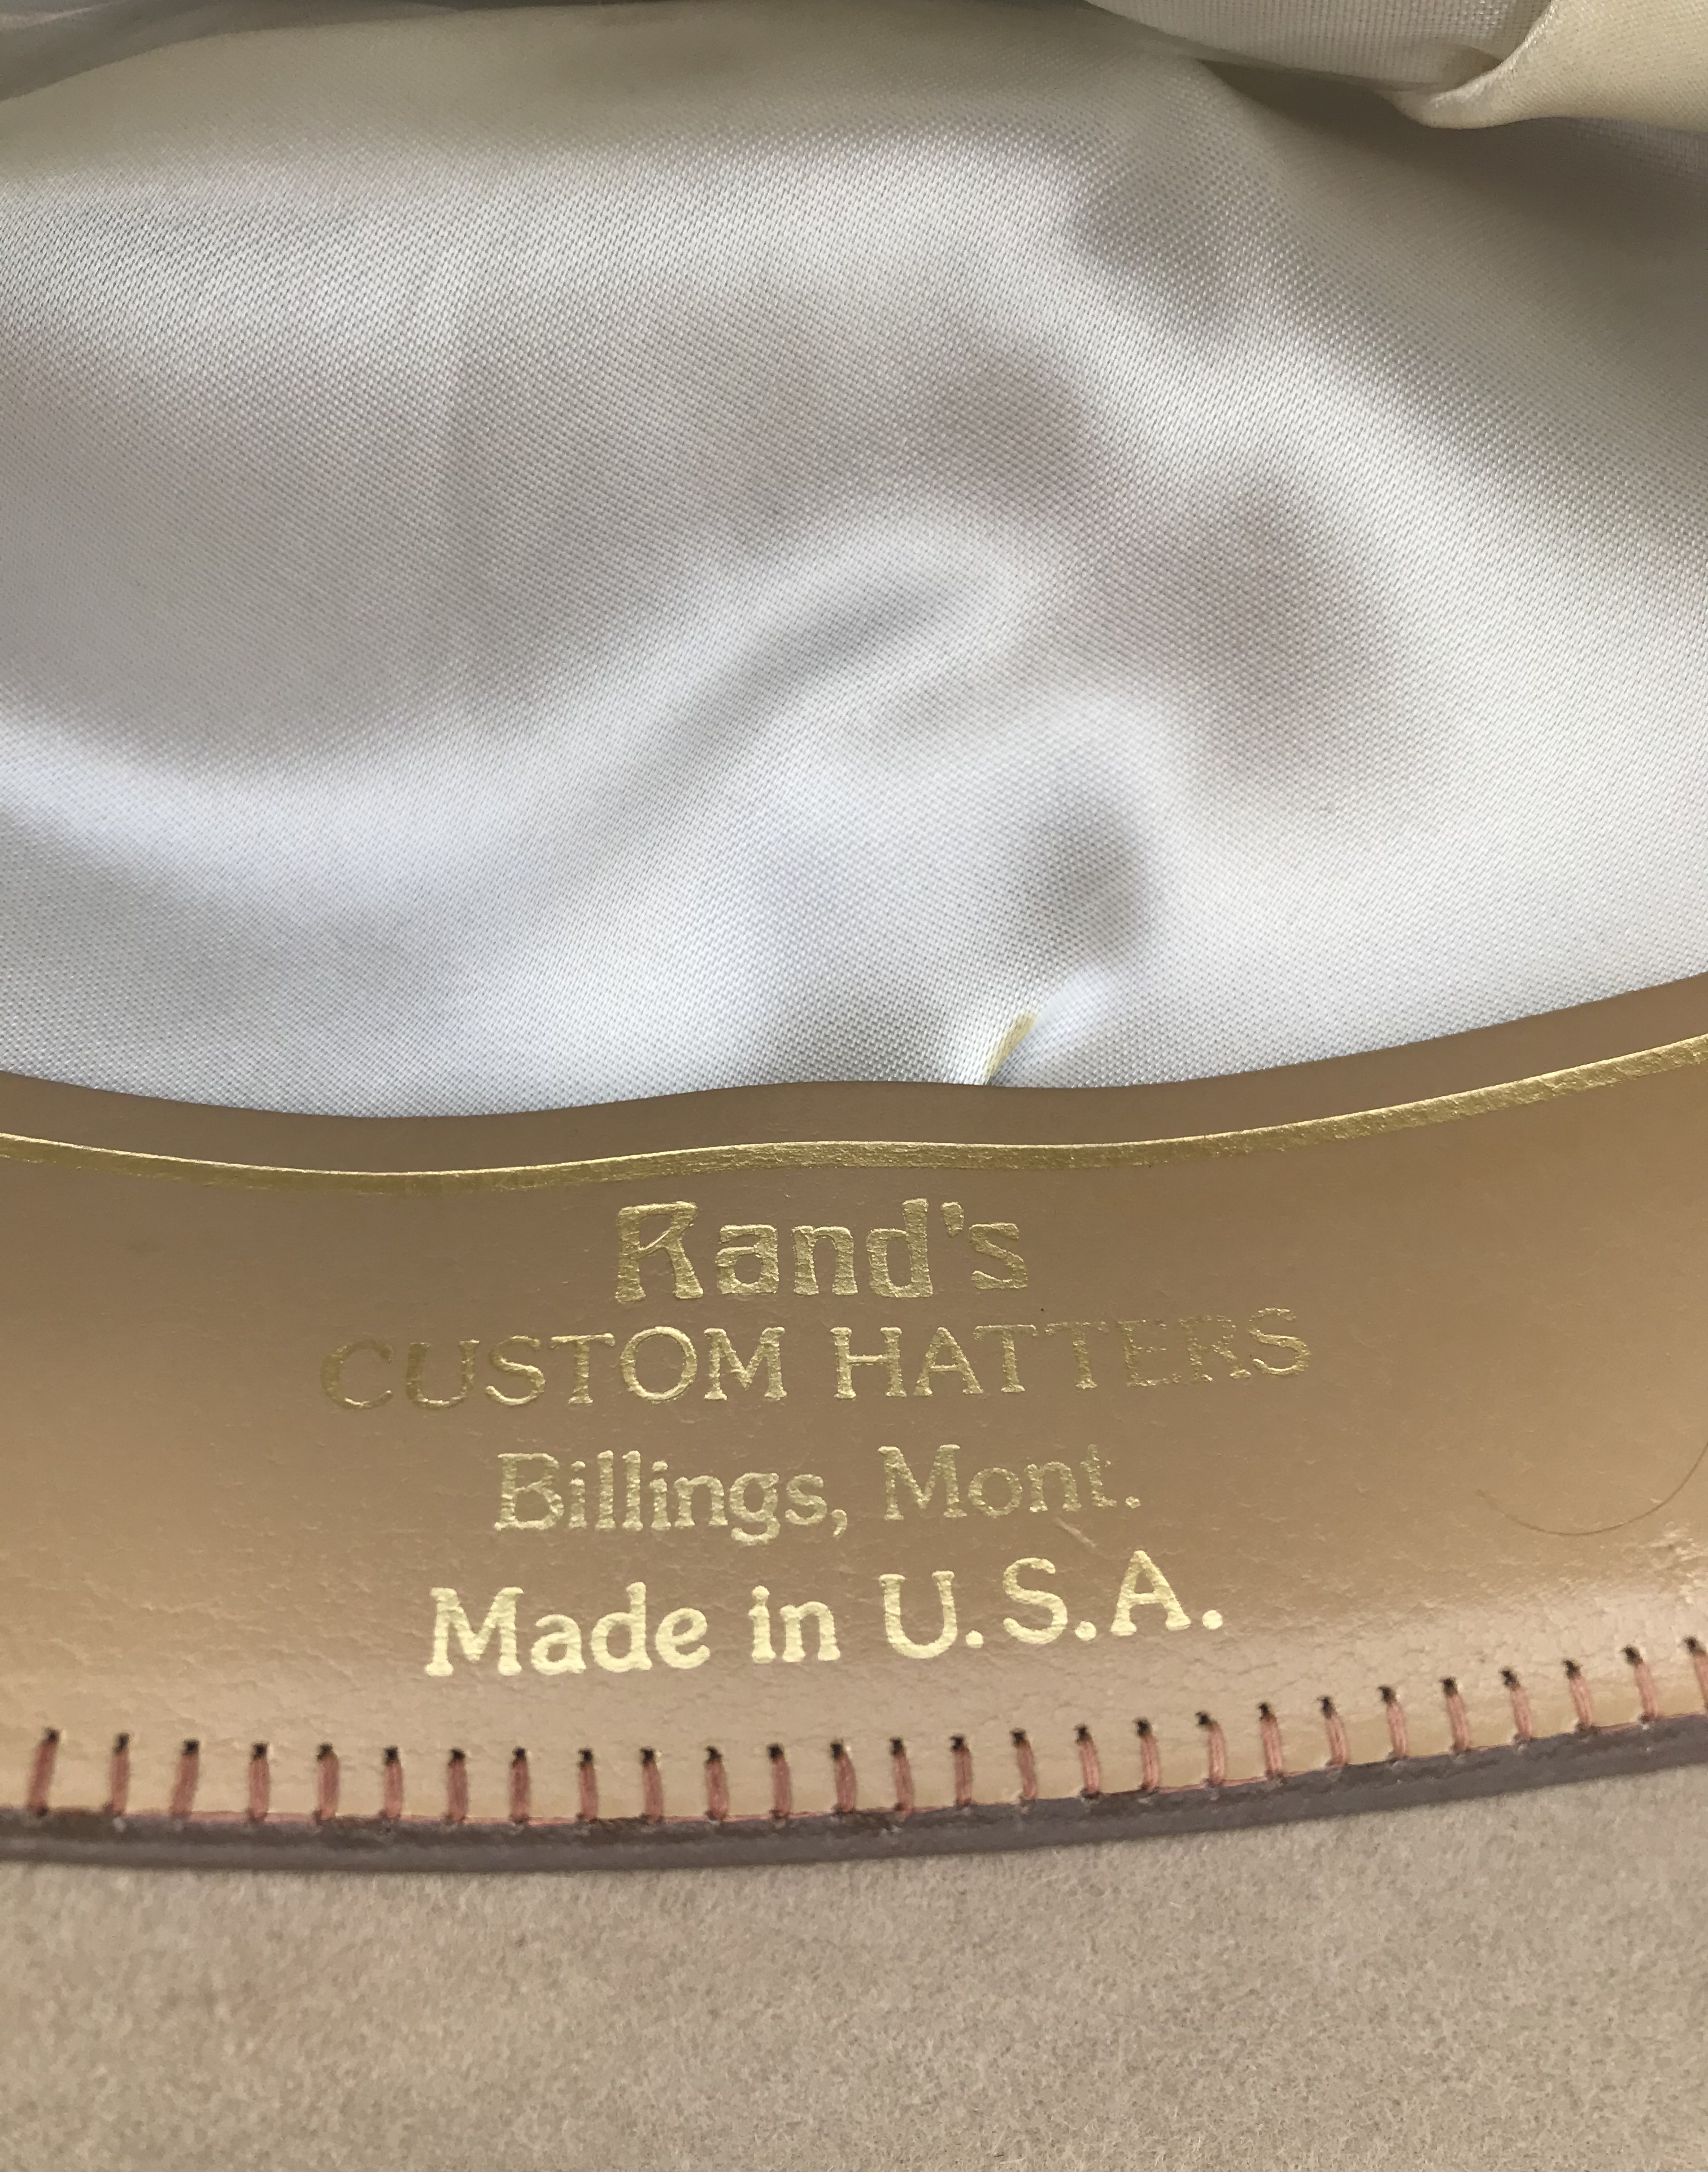 Rand's
CUSTOM HATTERS
Billings, Mont.
Made in U.S.A.